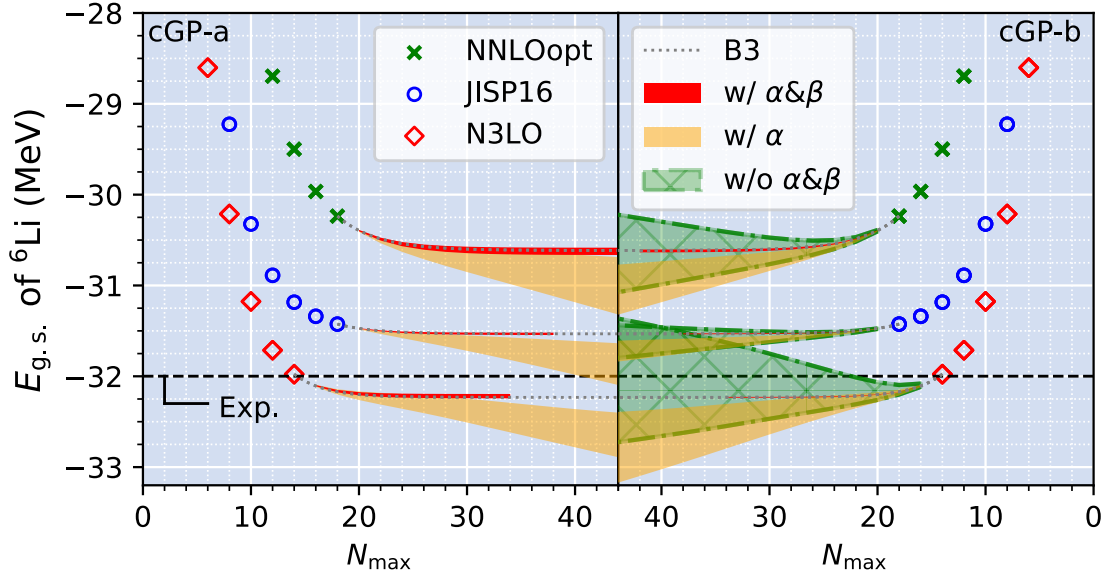 cGP-a
cGP-b
NNLOopt
JISP16
N3LO
B3
w/ α&β
w/ α
w/o α&β
Exp.
E_g.s. of ⁶Li (MeV)
−28
−29
−30
−31
−32
−33
0 10 20 30 40
40 30 20 10 0
N_max
N_max